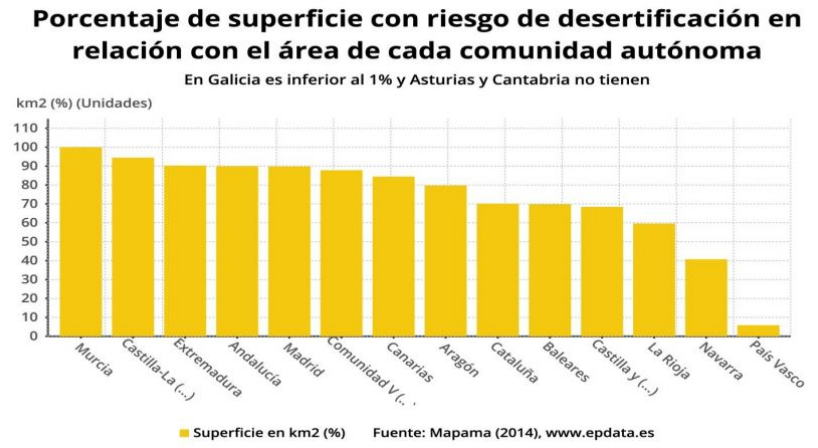 Porcentaje de superficie con riesgo de desertificación en
relación con el área de cada comunidad autónoma
En Galicia es inferior al 1% y Asturias y Cantabria no tienen
km2 (%) (Unidades)
110
100
90
80
70
60
50
40
30
20
10
0
Murcia
Castilla-La (...)
Extremadura
Andalucía
Madrid
Comunidad V (..
Canarias
Aragón
Cataluña
Baleares
Castilla y (...)
La Rioja
Navarra
País Vasco
Superficie en km2 (%) Fuente: Mapama (2014), www.epdata.es